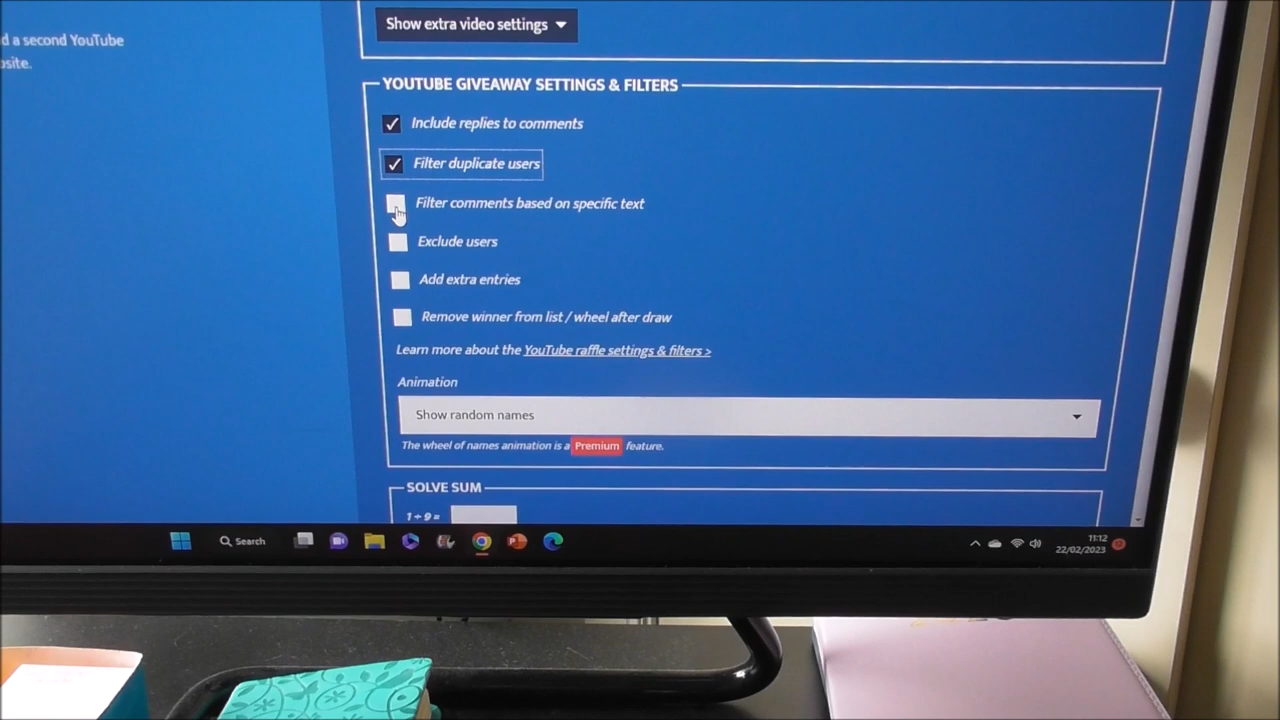 d a second YouTube
site.
Show extra video settings
YOUTUBE GIVEAWAY SETTINGS & FILTERS
Include replies to comments
Filter duplicate users
Filter comments based on specific text
Exclude users
Add extra entries
Remove winner from list / wheel after draw
Learn more about the YouTube raffle settings & filters >
Animation
Show random names
The wheel of names animation is a Premium feature.
SOLVE SUM
1 + 9 =
Search
11:12
22/02/2023